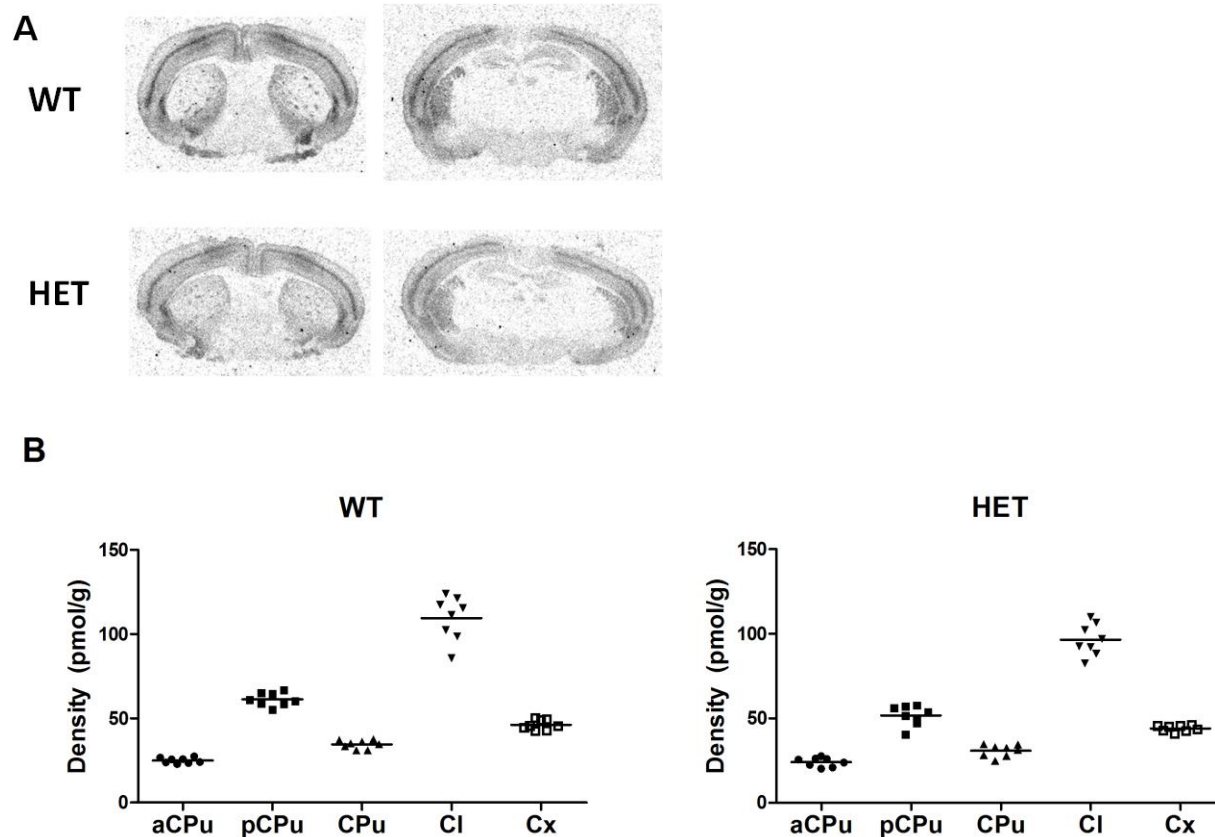 A
WT
HET
B
WT
Density (pmol/g)
150
100
50
0
aCPu pCPu CPu Cl Cx
HET
Density (pmol/g)
150
100
50
0
aCPu pCPu CPu Cl Cx